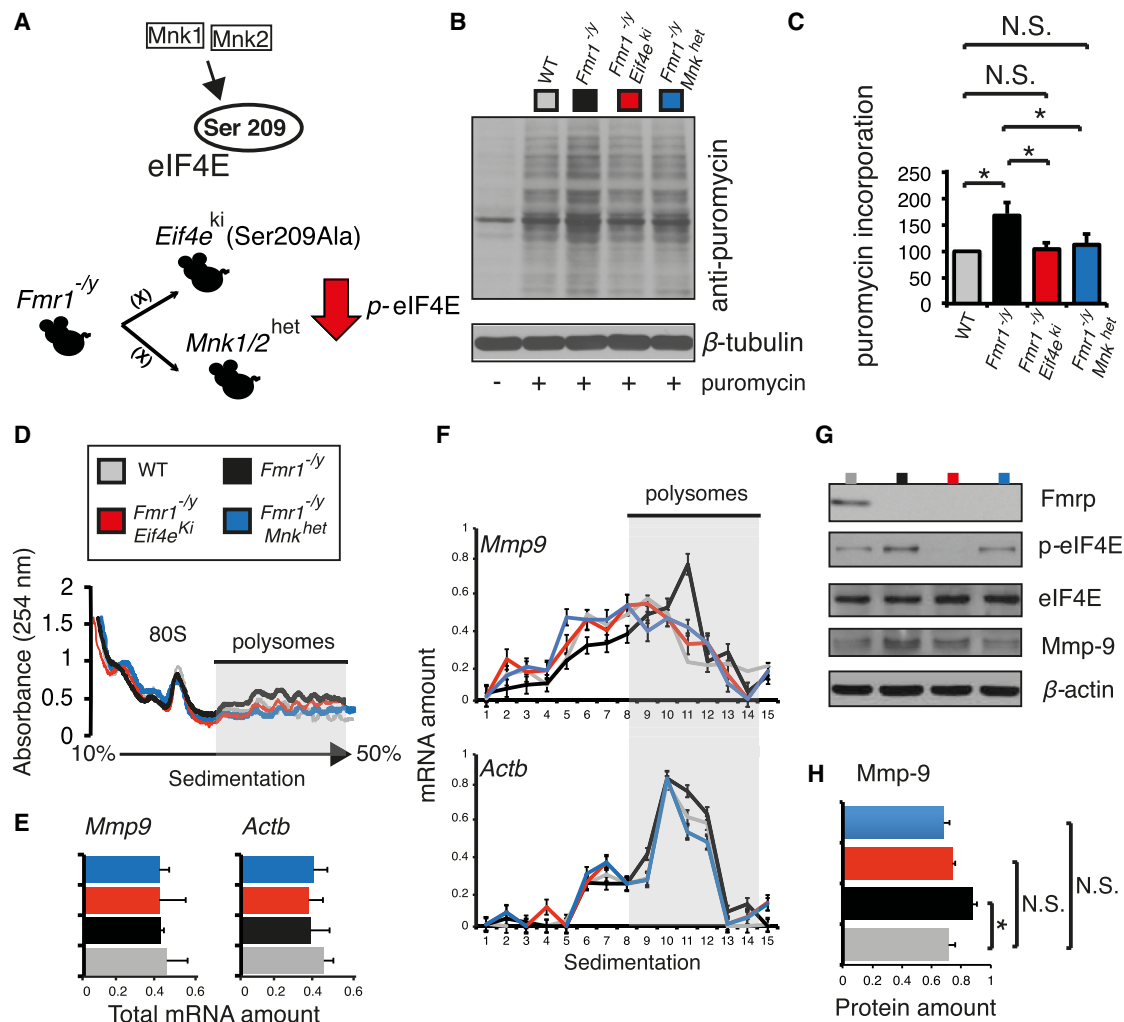 A
Mnk1
Mnk2
Ser 209
eIF4E
Eif4e ki (Ser209Ala)
Fmr1 -/y
(X)
(X)
Mnk1/2 het
p-eIF4E
B
WT
Fmr1 -/y
Fmr1 -/y
Eif4e ki
Fmr1 -/y
Mnk het
anti-puromycin
β-tubulin
- + + + + puromycin
C
N.S.
N.S.
*
*
*
puromycin incorporation
250
200
150
100
50
0
WT
Fmr1 -/y
Fmr1 -/y
Eif4e ki
Fmr1 -/y
Mnk het
D
WT
Fmr1 -/y
Fmr1 -/y
Eif4e Ki
Fmr1 -/y
Mnk het
Absorbance (254 nm)
2
1.5
1
0.5
0
80S
polysomes
10%
50%
Sedimentation
E
Mmp9
Actb
0 0.2 0.4 0.6
0 0.2 0.4 0.6
Total mRNA amount
F
polysomes
Mmp9
1
0.8
0.6
0.4
0.2
0
1 2 3 4 5 6 7 8 9 10 11 12 13 14 15
mRNA amount
Actb
1
0.8
0.6
0.4
0.2
0
1 2 3 4 5 6 7 8 9 10 11 12 13 14 15
Sedimentation
G
Fmrp
p-eIF4E
eIF4E
Mmp-9
β-actin
H
Mmp-9
*
N.S.
N.S.
0 0.2 0.4 0.6 0.8 1
Protein amount